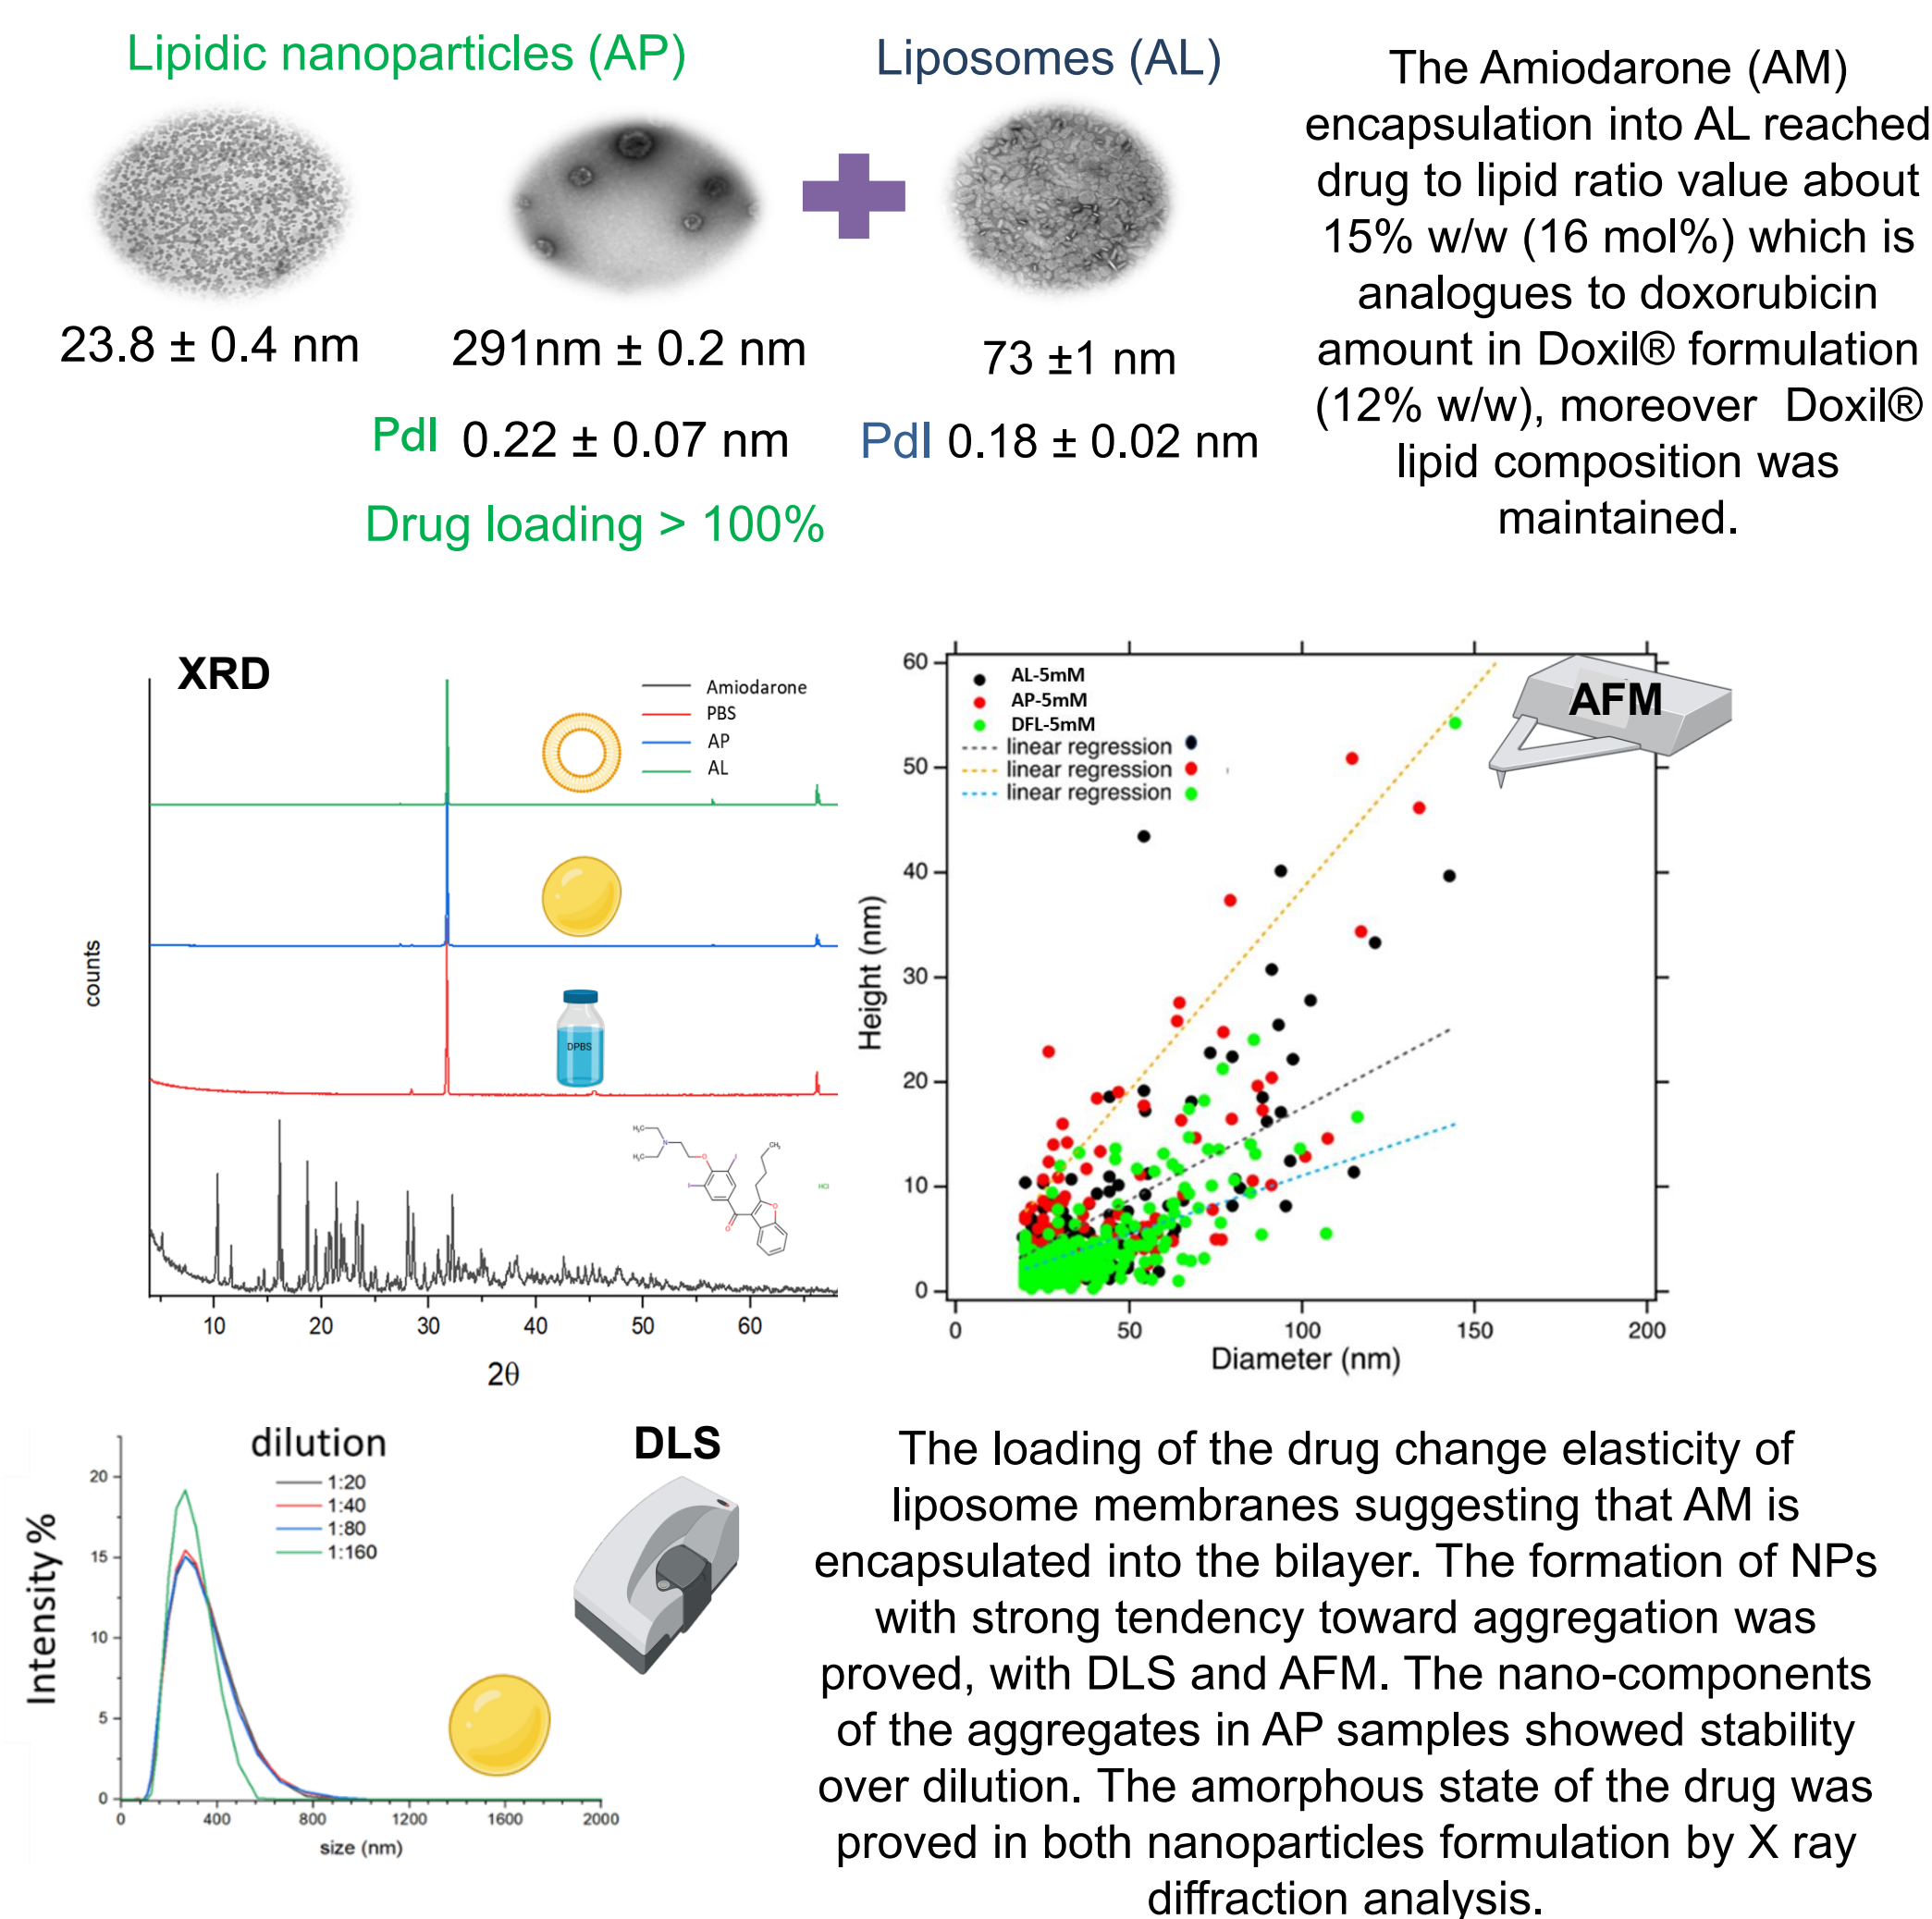 Lipidic nanoparticles (AP)
Liposomes (AL)
23.8 ± 0.4 nm
291nm ± 0.2 nm
73 ±1 nm
PdI 0.22 ± 0.07 nm
PdI 0.18 ± 0.02 nm
Drug loading > 100%
The Amiodarone (AM)
encapsulation into AL reached
drug to lipid ratio value about
15% w/w (16 mol%) which is
analogues to doxorubicin
amount in Doxil® formulation
(12% w/w), moreover Doxil®
lipid composition was
maintained.
XRD
Amiodarone
PBS
AP
AL
counts
DPBS
H₃C
N
H₃C
O
I
I
O
O
CH₃
HCl
10 20 30 40 50 60
2θ
AFM
AL-5mM
AP-5mM
DFL-5mM
linear regression
linear regression
linear regression
Height (nm)
60
50
40
30
20
10
0
0 50 100 150 200
Diameter (nm)
DLS
dilution
1:20
1:40
1:80
1:160
Intensity %
20
15
10
5
0
0 400 800 1200 1600 2000
size (nm)
The loading of the drug change elasticity of
liposome membranes suggesting that AM is
encapsulated into the bilayer. The formation of NPs
with strong tendency toward aggregation was
proved, with DLS and AFM. The nano-components
of the aggregates in AP samples showed stability
over dilution. The amorphous state of the drug was
proved in both nanoparticles formulation by X ray
diffraction analysis.